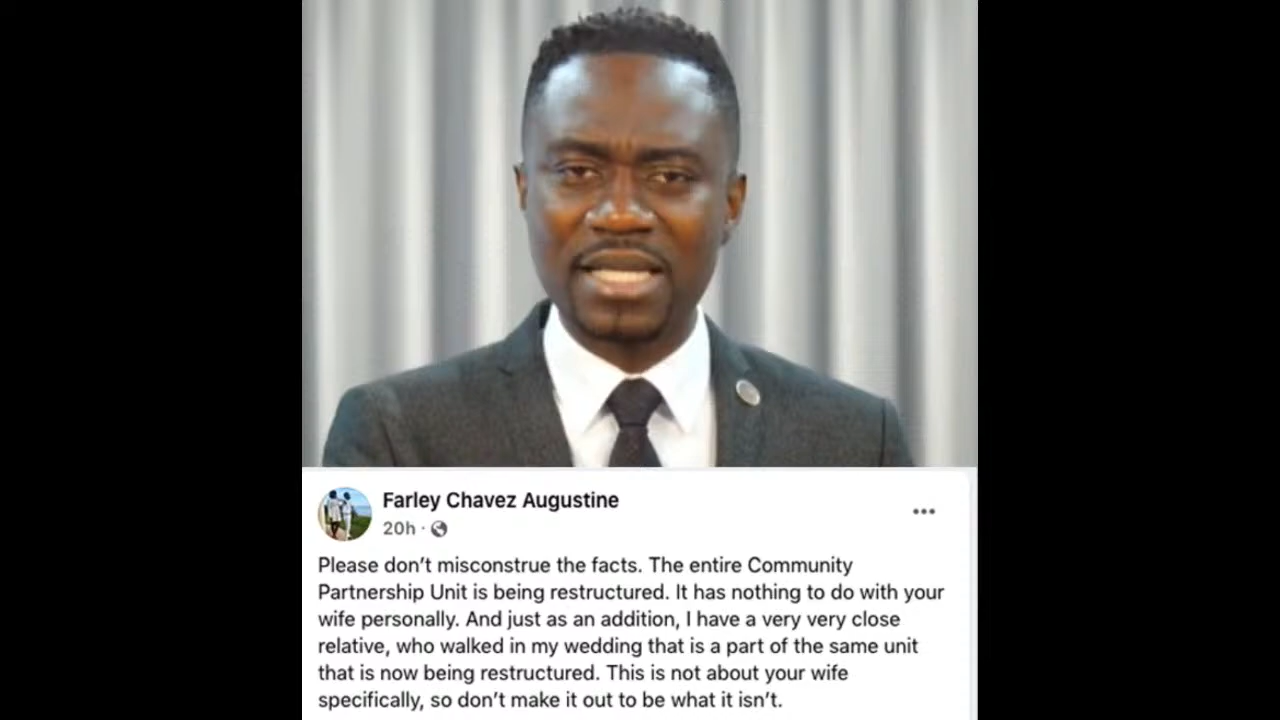 Farley Chavez Augustine
20h ·
Please don’t misconstrue the facts. The entire Community
Partnership Unit is being restructured. It has nothing to do with your
wife personally. And just as an addition, I have a very very close
relative, who walked in my wedding that is a part of the same unit
that is now being restructured. This is not about your wife
specifically, so don’t make it out to be what it isn’t.